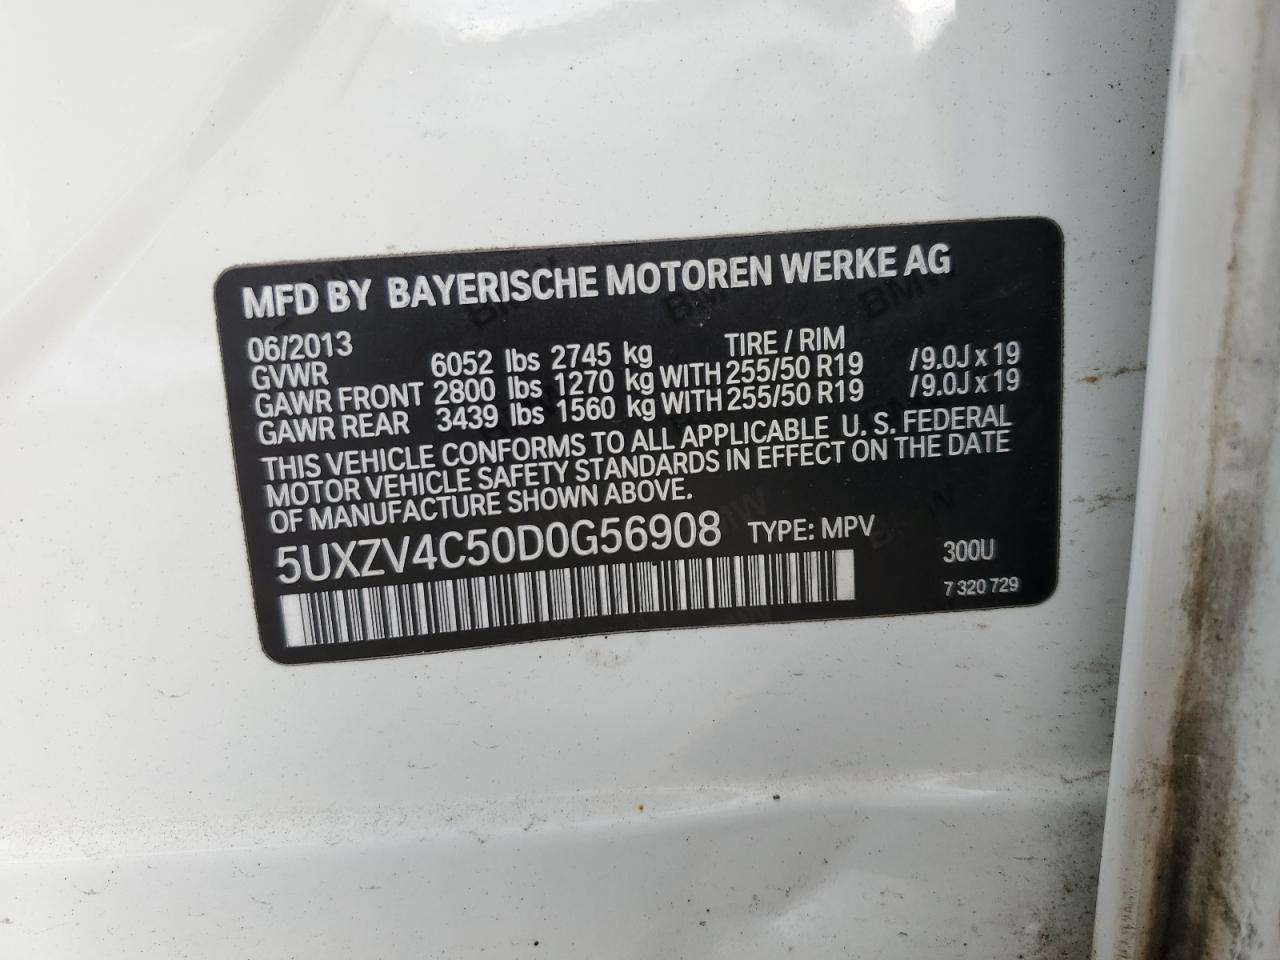 MFD BY BAYERISCHE MOTOREN WERKE AG
06/2013 TIRE / RIM
GVWR 6052 lbs 2745 kg
GAWR FRONT 2800 lbs 1270 kg WITH 255/50 R19 /9.0J x 19
GAWR REAR 3439 lbs 1560 kg WITH 255/50 R19 /9.0J x 19
THIS VEHICLE CONFORMS TO ALL APPLICABLE U. S. FEDERAL
MOTOR VEHICLE SAFETY STANDARDS IN EFFECT ON THE DATE
OF MANUFACTURE SHOWN ABOVE.
5UXZV4C50D0G56908 TYPE: MPV
300U
7 320 729